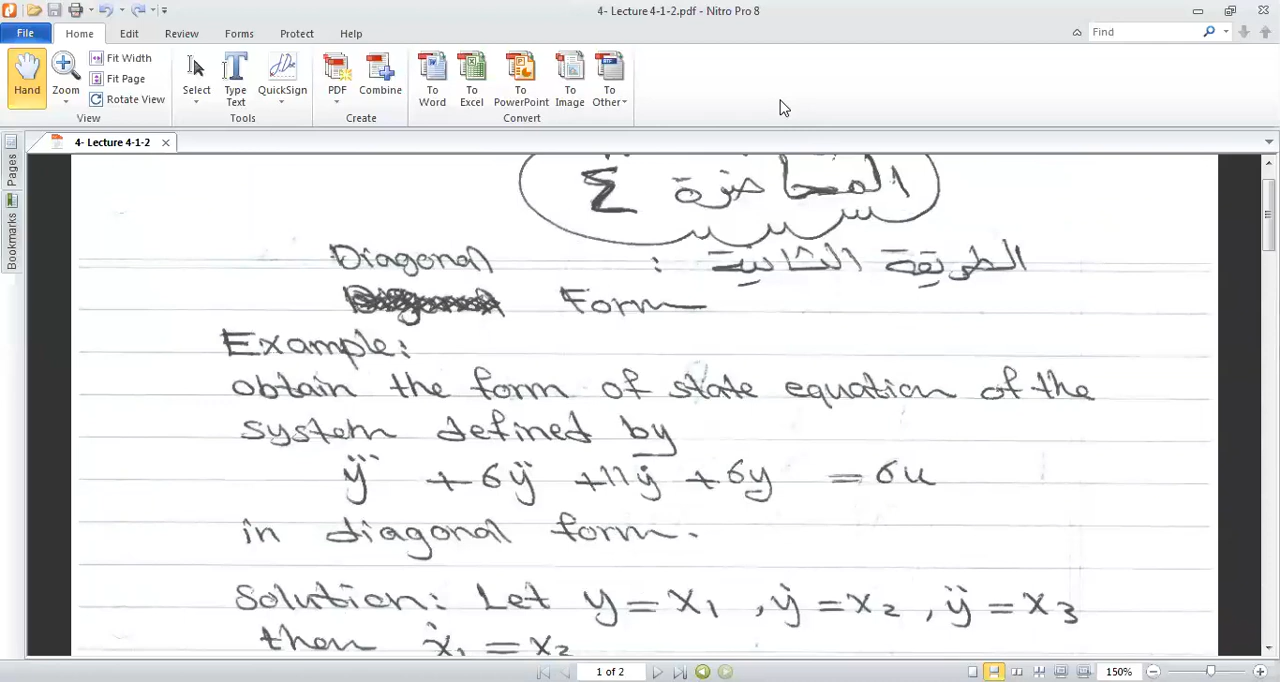 4- Lecture 4-1-2.pdf - Nitro Pro 8
File Home Edit Review Forms Protect Help
Find
Hand
Zoom
Fit Width
Fit Page
Rotate View
View
Select
Type Text
QuickSign
Tools
PDF
Combine
Create
To Word
To Excel
To PowerPoint
To Image
To Other
Convert
4- Lecture 4-1-2
Pages
Bookmarks
المحاضرة ٤
الطريقة الثانية : Diagonal
Form
Example:
obtain the form of state equation of the
system defined by
y⃛ + 6ÿ + 11ẏ + 6y = 6u
in diagonal form.
Solution: Let y = x₁ , ẏ = x₂ , ÿ = x₃
then ẋ₁ = x₂
1 of 2
150%